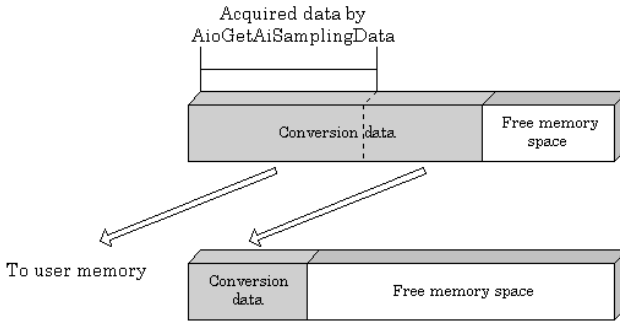 Acquired data by
AioGetAiSamplingData
Conversion data
Free memory
space
To user memory
Conversion
data
Free memory space